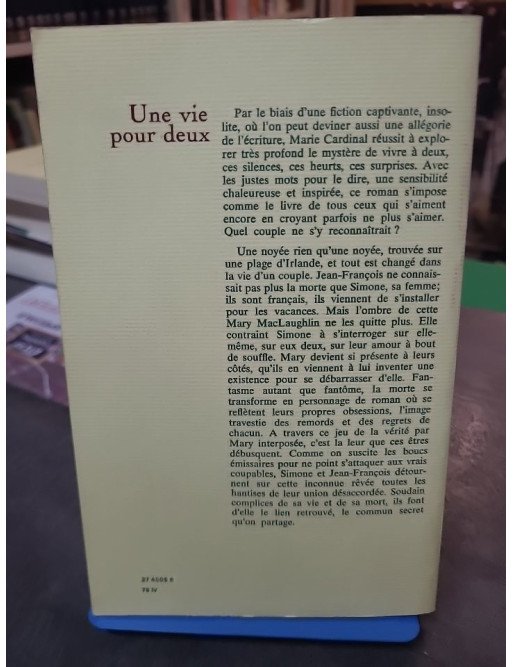 Une vie
pour deux
Par le biais d'une fiction captivante, inso-
lite, où l'on peut deviner aussi une allégorie
de l'écriture, Marie Cardinal réussit à explo-
rer très profond le mystère de vivre à deux,
ces silences, ces heurts, ces surprises. Avec
les justes mots pour le dire, une sensibilité
chaleureuse et inspirée, ce roman s'impose
comme le livre de tous ceux qui s'aiment
encore en croyant parfois ne plus s'aimer.
Quel couple ne s'y reconnaîtrait ?
Une noyée rien qu'une noyée, trouvée sur
une plage d'Irlande, et tout est changé dans
la vie d'un couple. Jean-François ne connais-
sait pas plus la morte que Simone, sa femme;
ils sont français, ils viennent de s'installer
pour les vacances. Mais l'ombre de cette
Mary MacLaughlin ne les quitte plus. Elle
contraint Simone à s'interroger sur elle-
même, sur eux deux, sur leur amour à bout
de souffle. Mary devient si présente à leurs
côtés, qu'ils en viennent à lui inventer une
existence pour se débarrasser d'elle. Fan-
tasme autant que fantôme, la morte se
transforme en personnage de roman où se
reflètent leurs propres obsessions, l'image
travestie des remords et des regrets de
chacun. A travers ce jeu de la vérité par
Mary interposée, c'est la leur que ces êtres
débusquent. Comme on suscite les boucs
émissaires pour ne point s'attaquer aux vrais
coupables, Simone et Jean-François détour-
nent sur cette inconnue rêvée toutes les
hantises de leur union désaccordée. Soudain
complices de sa vie et de sa mort, ils font
d'elle le lien retrouvé, le commun secret
qu'on partage.
27 4005 8
78 IV